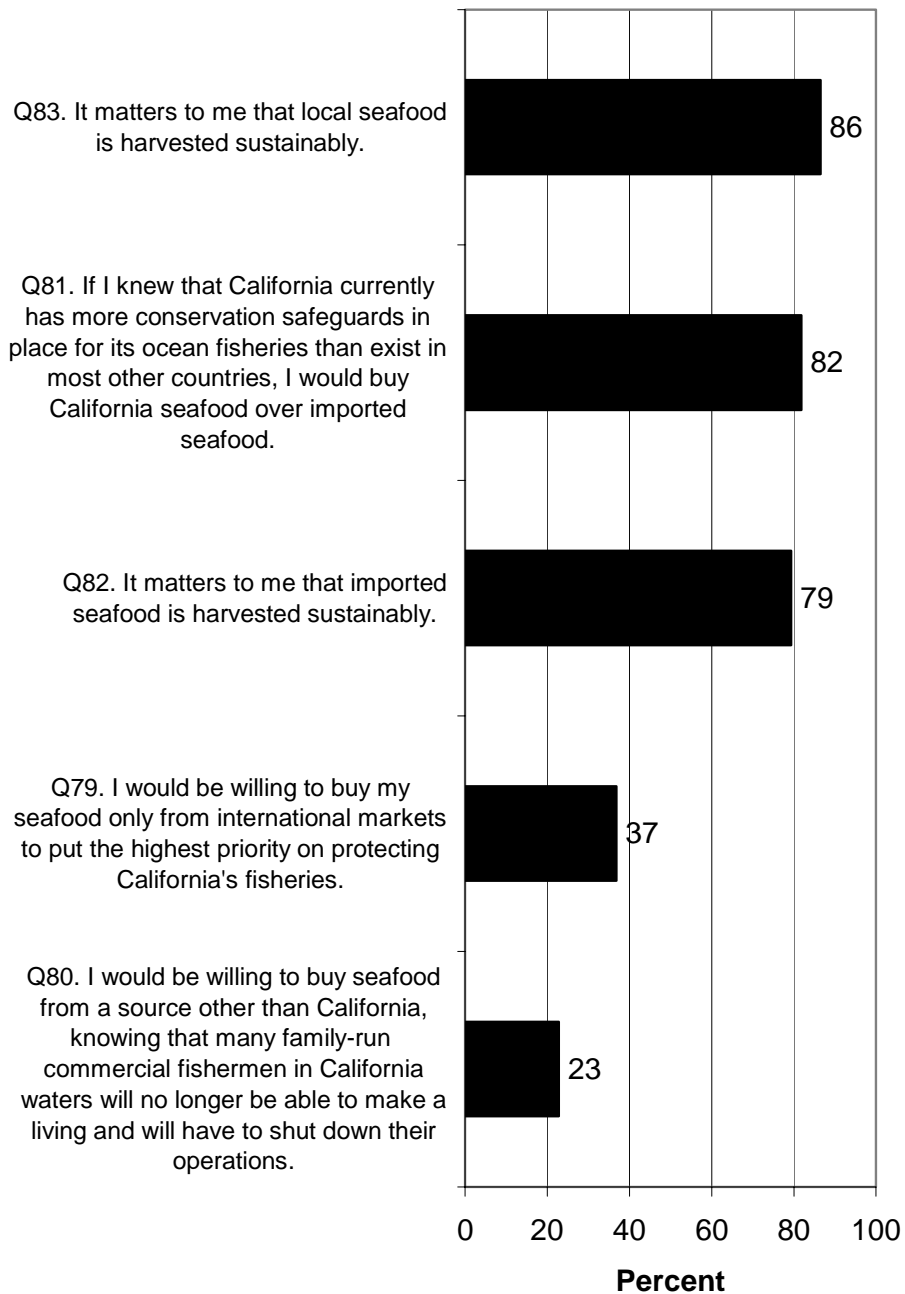 Q83. It matters to me that local seafood
is harvested sustainably.
86
Q81. If I knew that California currently
has more conservation safeguards in
place for its ocean fisheries than exist in
most other countries, I would buy
California seafood over imported
seafood.
82
Q82. It matters to me that imported
seafood is harvested sustainably.
79
Q79. I would be willing to buy my
seafood only from international markets
to put the highest priority on protecting
California's fisheries.
37
Q80. I would be willing to buy seafood
from a source other than California,
knowing that many family-run
commercial fishermen in California
waters will no longer be able to make a
living and will have to shut down their
operations.
23
0 20 40 60 80 100
Percent